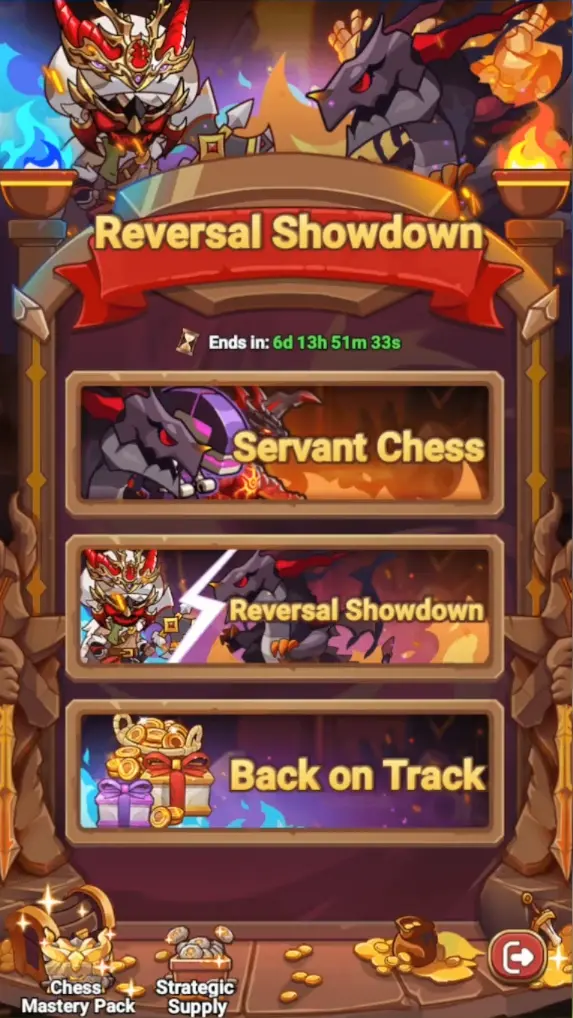 Reversal Showdown
Ends in: 6d 13h 51m 33s
Servant Chess
Reversal Showdown
Back on Track
Chess
Mastery Pack
Strategic
Supply